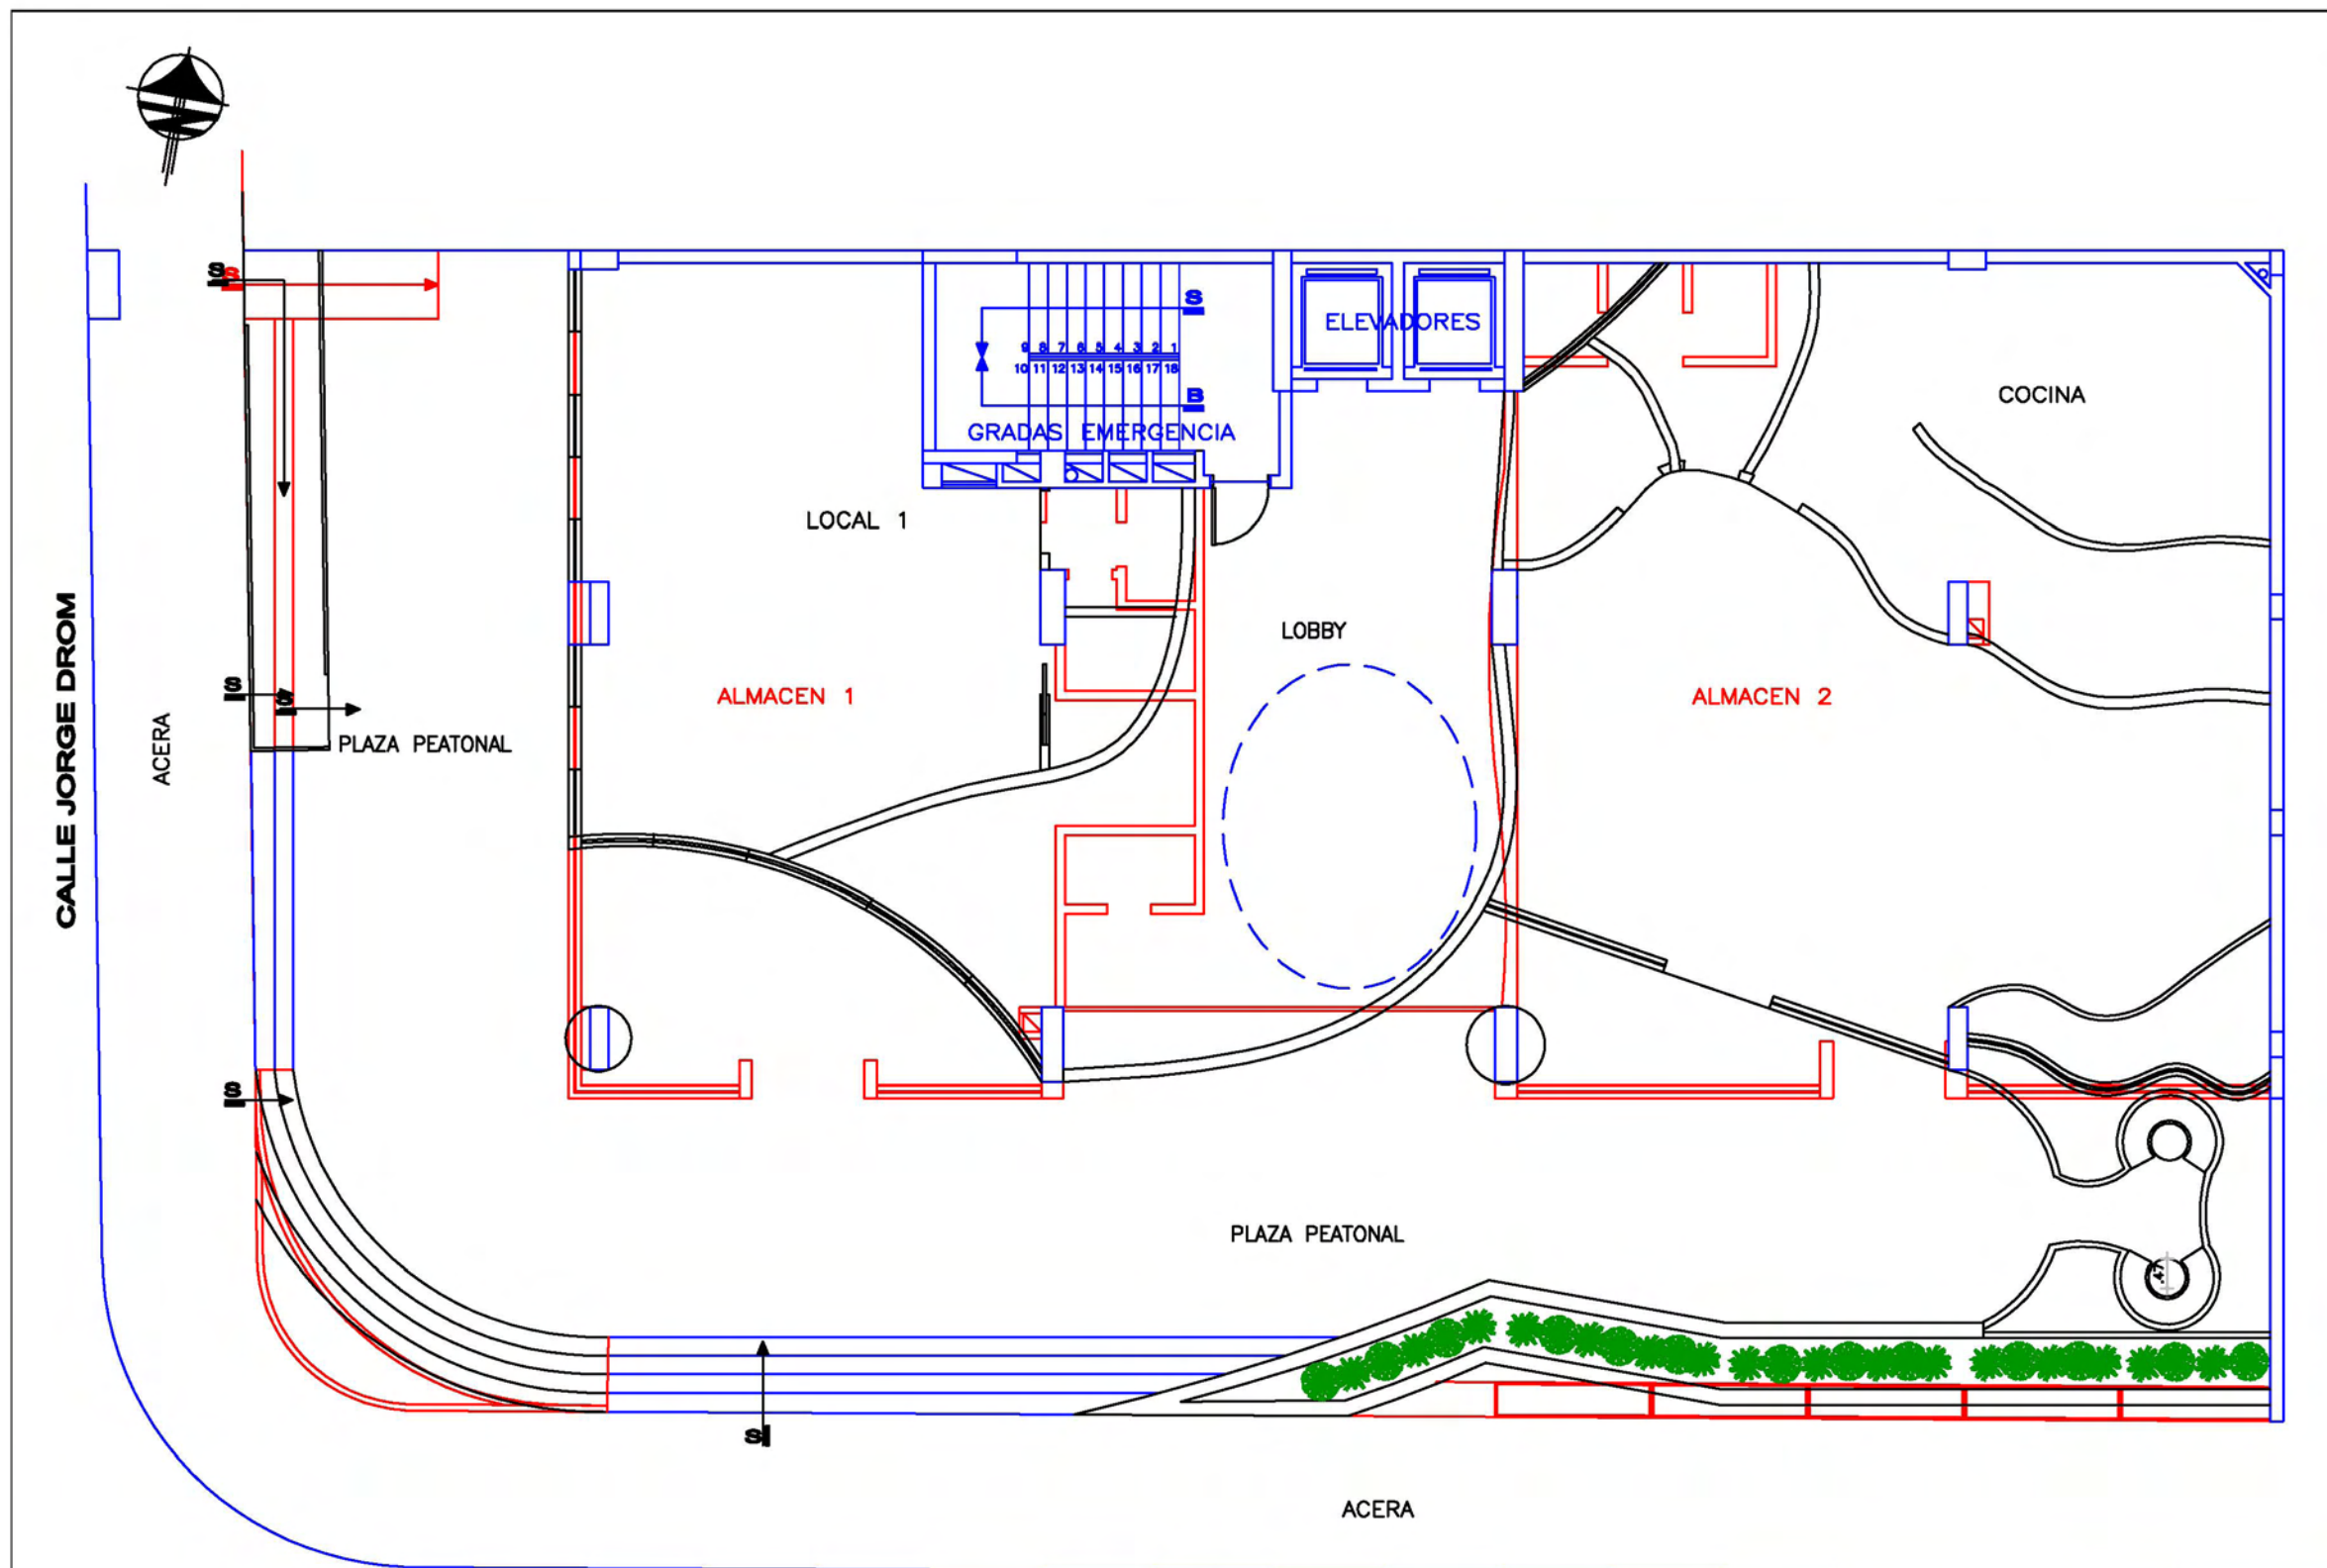 S
S
S
ELEVADORES
9 8 7 6 5 4 3 2 1
10 11 12 13 14 15 16 17 18
B
GRADAS EMERGENCIA
COCINA
LOCAL 1
LOBBY
ALMACEN 1
ALMACEN 2
CALLE JORGE DROM
ACERA
S
S
PLAZA PEATONAL
S
PLAZA PEATONAL
.47
S
ACERA